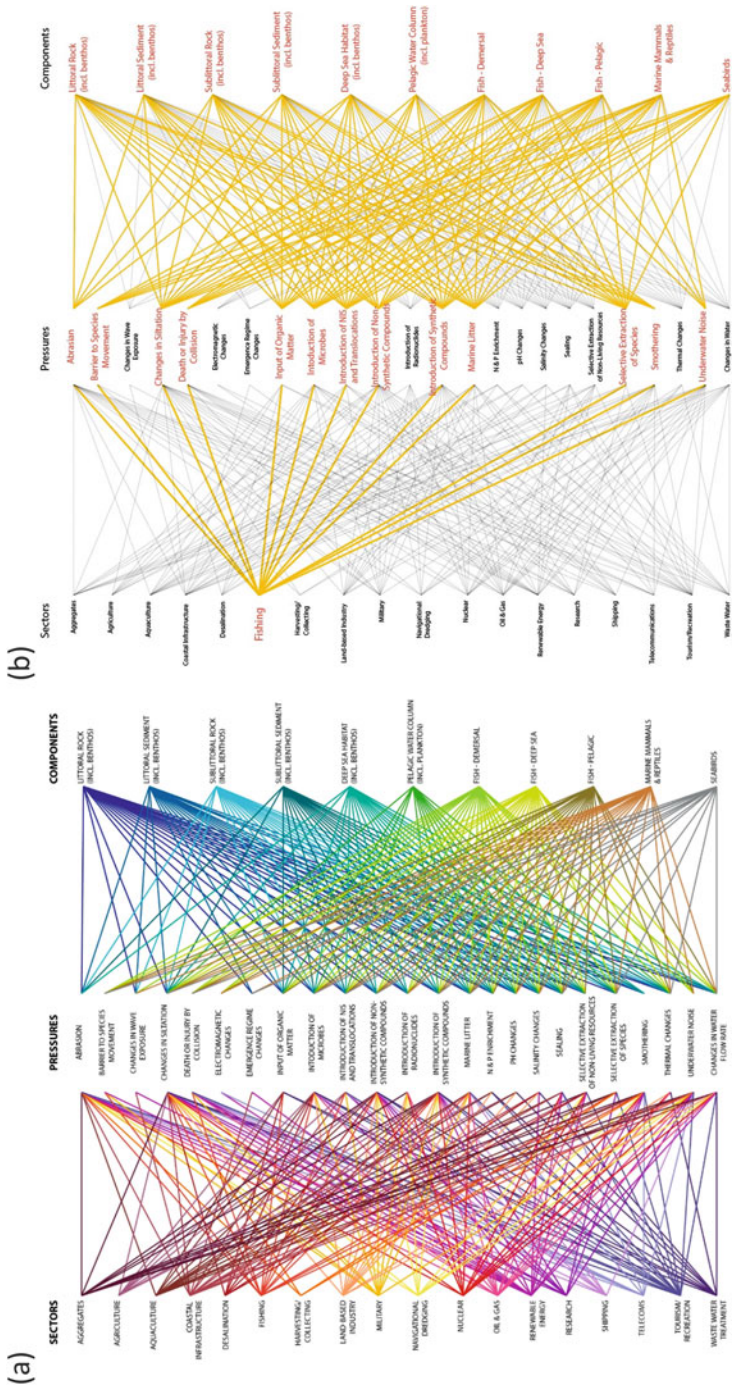 (a)
SECTORS
AGGREGATES
AGRICULTURE
AQUACULTURE
COASTAL
INFRASTRUCTURE
DESALINATION
FISHING
HARVESTING/
COLLECTING
LAND-BASED
INDUSTRY
MILITARY
NAVIGATIONAL
DREDGING
NUCLEAR
OIL & GAS
RENEWABLE
ENERGY
RESEARCH
SHIPPING
TELECOMS
TOURISM/
RECREATION
WASTE WATER
TREATMENT
PRESSURES
ABRASION
BARRIER TO SPECIES
MOVEMENT
CHANGES IN WAVE
EXPOSURE
CHANGES IN SILTATION
DEATH OR INJURY BY
COLLISION
ELECTROMAGNETIC
CHANGES
EMERGENCE REGIME
CHANGES
INPUT OF ORGANIC
MATTER
INTODUCTION OF
MICROBES
INTRODUCTION OF NIS
AND TRANSLOCATIONS
INTRODUCTION OF NON-
SYNTHETIC COMPOUNDS
INTRODUCTION OF
RADIONUCLIDES
INTRODUCTION OF
SYNTHETIC COMPOUNDS
MARINE LITTER
N & P ENRICHMENT
PH CHANGES
SALINITY CHANGES
SEALING
SELECTIVE EXTRACTION
OF NON-LIVING RESOURCES
SELECTIVE EXTRACTION
OF SPECIES
SMOTHERING
THERMAL CHANGES
UNDERWATER NOISE
CHANGES IN WATER
FLOW RATE
COMPONENTS
LITTORAL ROCK
(INCL. BENTHOS)
LITTORAL SEDIMENT
(INCL. BENTHOS)
SUBLITTORAL ROCK
(INCL. BENTHOS)
SUBLITTORAL SEDIMENT
(INCL. BENTHOS)
DEEP SEA HABITAT
(INCL. BENTHOS)
PELAGIC WATER COLUMN
(INCL. PLANKTON)
FISH - DEMERSAL
FISH - DEEP SEA
FISH - PELAGIC
MARINE MAMMALS
& REPTILES
SEABIRDS
(b)
Sectors
Aggregates
Agriculture
Aquaculture
Coastal Infrastructure
Desalination
Fishing
Harvesting/
Collecting
Land-based Industry
Military
Navigational
Dredging
Nuclear
Oil & Gas
Renewable Energy
Research
Shipping
Telecommunications
Tourism/Recreation
Waste Water
Pressures
Abrasian
Barrier to Species
Movement
Changes in Wave
Exposure
Changes in Siltation
Death or Injury by
Collision
Electromagnetic
Changes
Emergence Regime
Changes
Input of Organic
Matter
Intoduction of
Microbes
Introduction of NIS
and Translocations
Introduction of Non-
Synthetic Compounds
Introduction of
Radionuclides
Introduction of Synthetic
Compounds
Marine Litter
N & P Enrichment
pH Changes
Salinity Changes
Sealing
Selective Extraction
of Non-Living Resources
Selective Extraction
of Species
Smothering
Thermal Changes
Underwater Noise
Changes in Water
Components
Littoral Rock
(incl. benthos)
Littoral Sediment
(incl. benthos)
Sublittoral Rock
(incl. benthos)
Sublittoral Sediment
(incl. benthos)
Deep Sea Habitat
(incl. benthos)
Pelagic Water Column
(incl. plankton)
Fish - Demersal
Fish - Deep Sea
Fish - Pelagic
Marine Mammals
& Reptiles
Seabirds